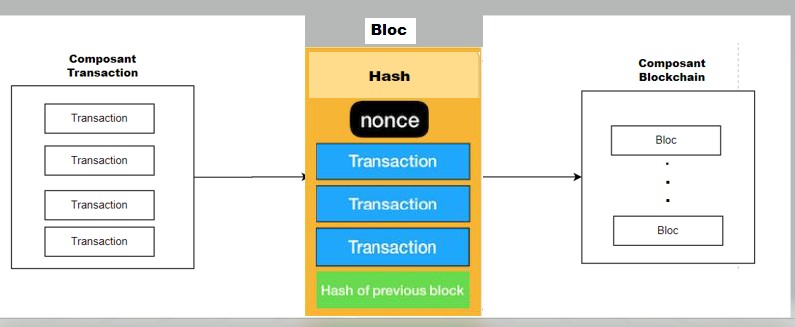 Composant
Transaction
Transaction
Transaction
Transaction
Transaction
Bloc
Hash
nonce
Transaction
Transaction
Transaction
Hash of previous block
Composant
Blockchain
Bloc
Bloc